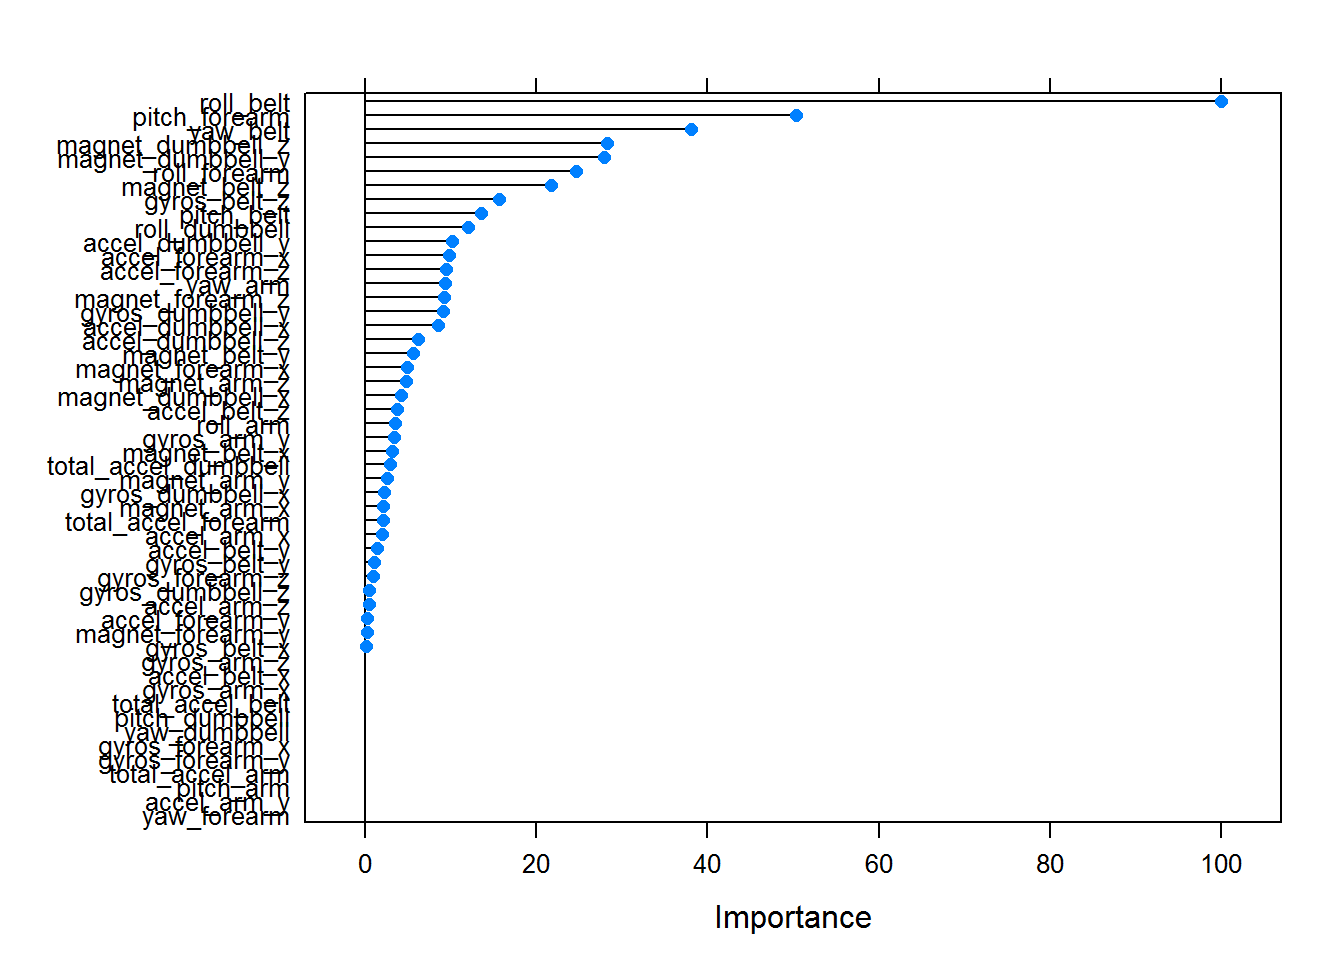 roll_belt
pitch_forearm
yaw_belt
magnet_dumbbell_z
magnet_dumbbell_y
roll_forearm
magnet_belt_z
gyros_belt_z
pitch_belt
roll_dumbbell
accel_dumbbell_y
accel_forearm_x
accel_forearm_z
yaw_arm
magnet_forearm_z
gyros_dumbbell_y
accel_dumbbell_x
accel_dumbbell_z
magnet_belt_y
magnet_forearm_x
magnet_arm_z
magnet_dumbbell_x
accel_belt_z
roll_arm
gyros_arm_y
magnet_belt_x
total_accel_dumbbell
magnet_arm_y
gyros_dumbbell_x
magnet_arm_x
total_accel_forearm
accel_arm_x
accel_belt_y
gyros_belt_y
gyros_forearm_z
gyros_dumbbell_z
accel_arm_z
accel_forearm_y
magnet_forearm_y
gyros_belt_x
gyros_arm_z
accel_belt_x
gyros_arm_x
total_accel_belt
pitch_dumbbell
yaw_dumbbell
gyros_forearm_x
gyros_forearm_y
total_accel_arm
pitch_arm
accel_arm_y
yaw_forearm
0 20 40 60 80 100
Importance